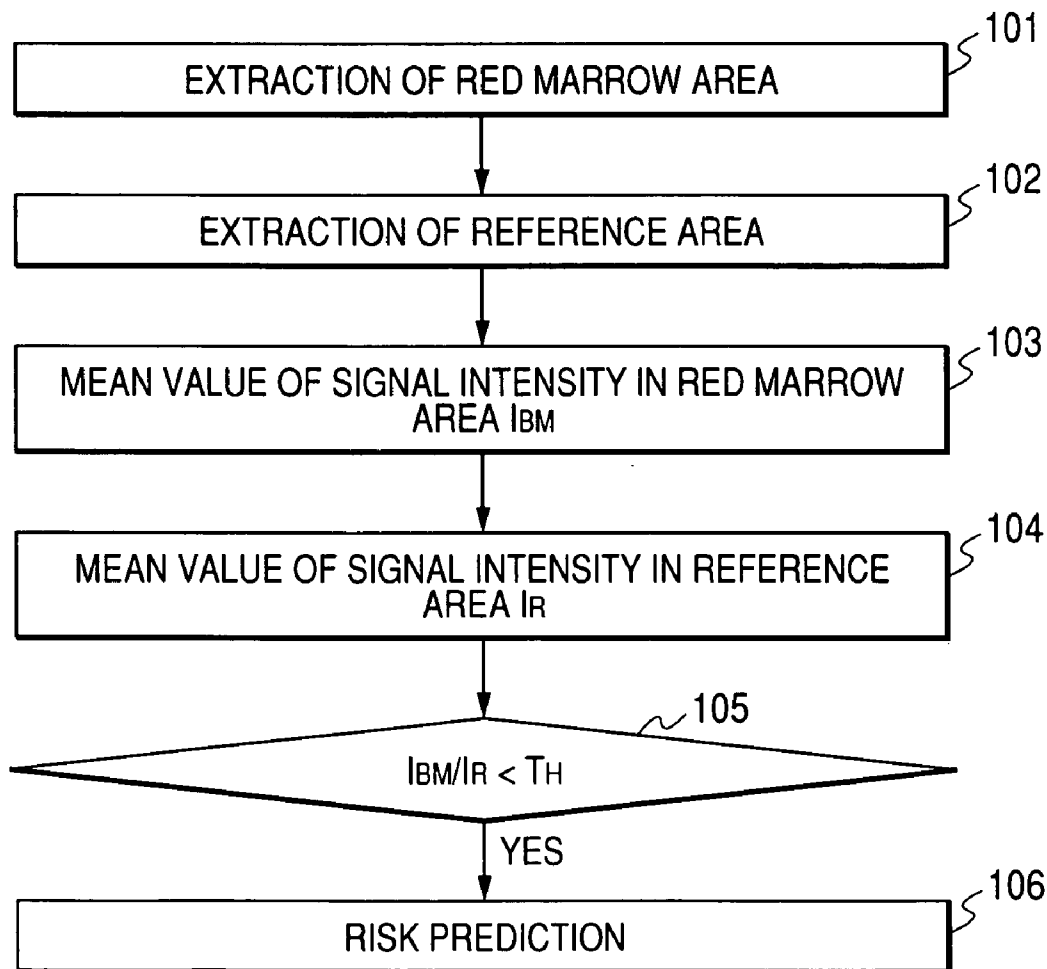 101
EXTRACTION OF RED MARROW AREA
102
EXTRACTION OF REFERENCE AREA
103
MEAN VALUE OF SIGNAL INTENSITY IN RED MARROW
AREA IBM
104
MEAN VALUE OF SIGNAL INTENSITY IN REFERENCE
AREA IR
105
IBM/IR < TH
YES
106
RISK PREDICTION